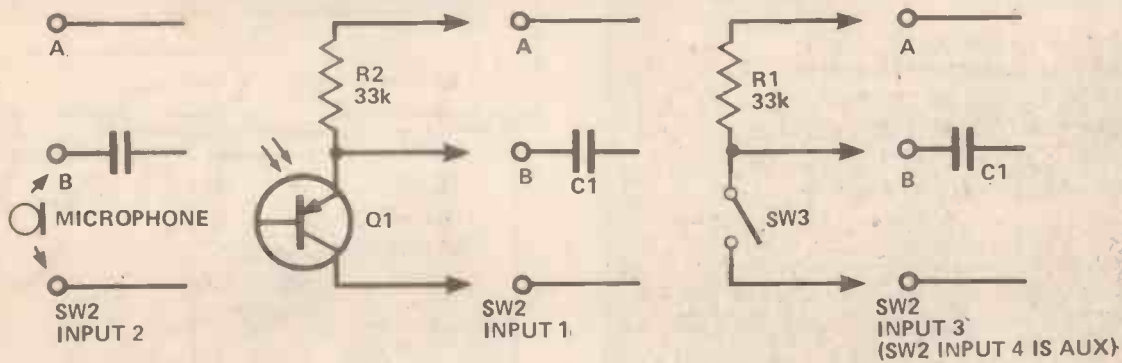 A
B
MICROPHONE
SW2
INPUT 2
R2
33k
Q1
A
B
C1
SW2
INPUT 1
R1
33k
SW3
A
B
C1
SW2
INPUT 3
(SW2 INPUT 4 IS AUX)